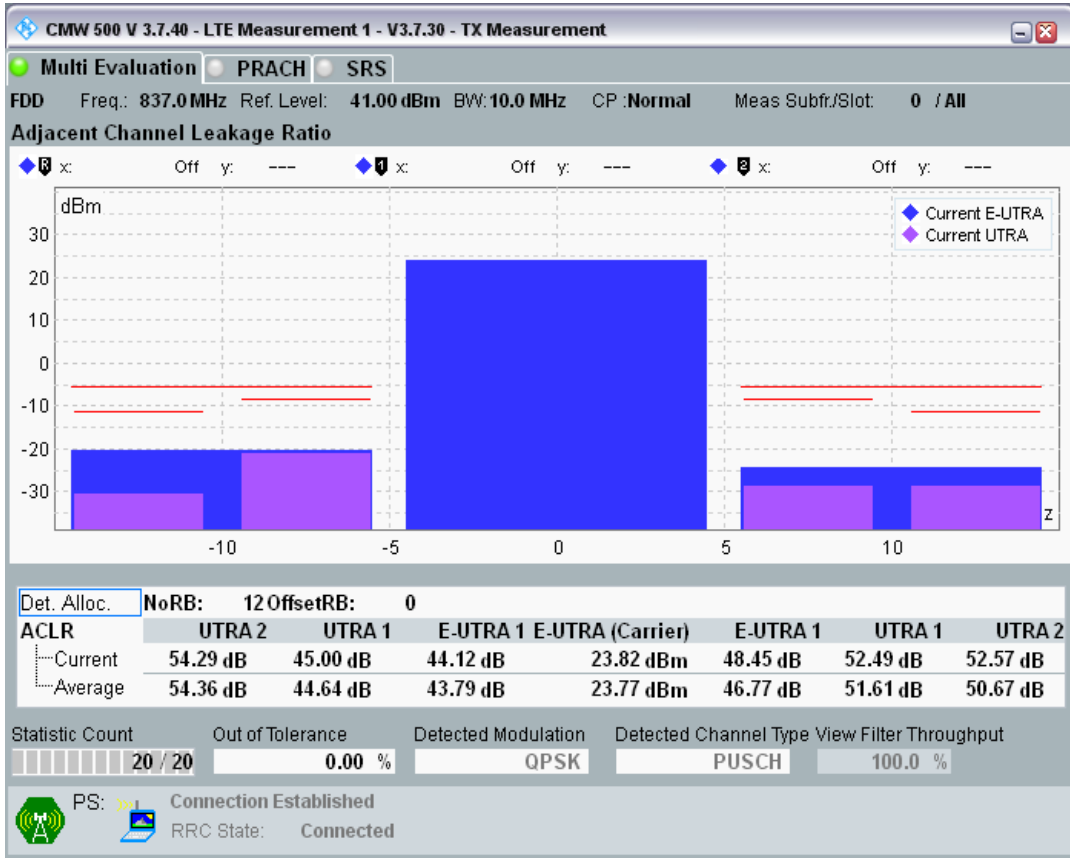 CMW 500 V 3.7.40 - LTE Measurement 1 - V3.7.30 - TX Measurement
Multi Evaluation PRACH SRS
FDD Freq.: 837.0 MHz Ref. Level: 41.00 dBm BW: 10.0 MHz CP :Normal Meas Subfr./Slot: 0 / All
Adjacent Channel Leakage Ratio
R x: Off y: --- 1 x: Off y: --- 2 x: Off y: ---
dBm
Current E-UTRA
Current UTRA
30
20
10
0
-10
-20
-30
z
-10 -5 0 5 10
Det. Alloc. NoRB: 12 OffsetRB: 0
ACLR UTRA 2 UTRA 1 E-UTRA 1 E-UTRA (Carrier) E-UTRA 1 UTRA 1 UTRA 2
Current 54.29 dB 45.00 dB 44.12 dB 23.82 dBm 48.45 dB 52.49 dB 52.57 dB
Average 54.36 dB 44.64 dB 43.79 dB 23.77 dBm 46.77 dB 51.61 dB 50.67 dB
Statistic Count Out of Tolerance Detected Modulation Detected Channel Type View Filter Throughput
20 / 20 0.00 % QPSK PUSCH 100.0 %
PS: Connection Established
RRC State: Connected